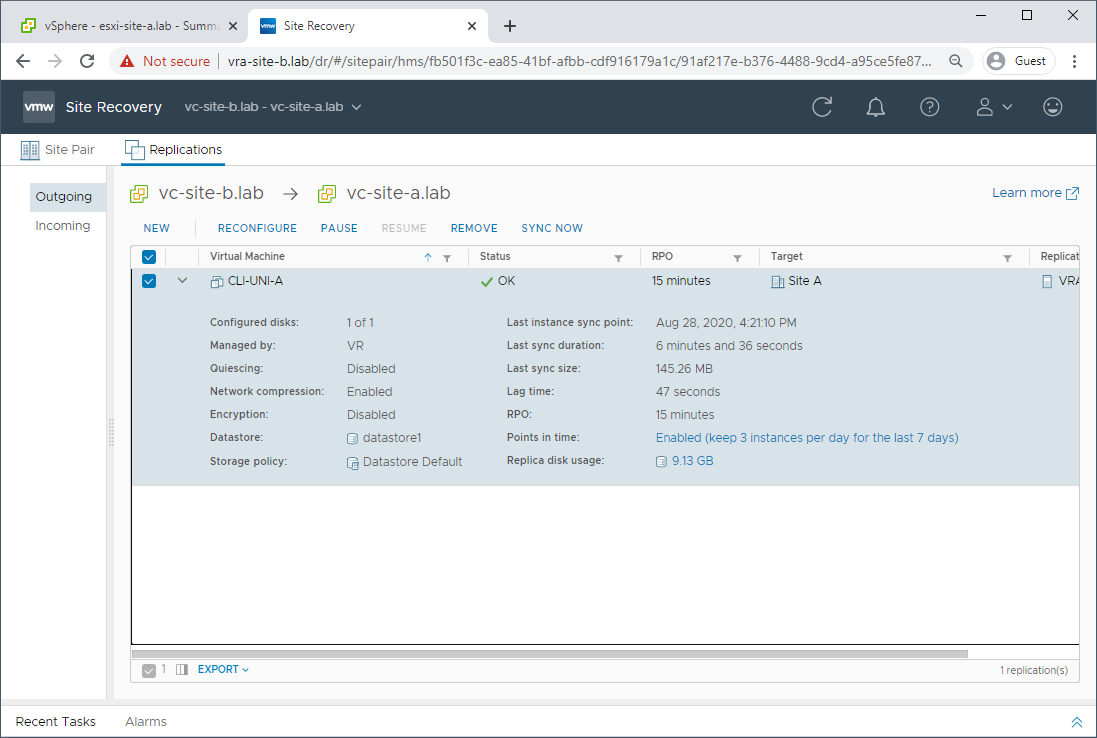 vSphere - esxi-site-a.lab - Summa
vmw Site Recovery
Not secure vra-site-b.lab/dr/#/sitepair/hms/fb501f3c-ea85-41bf-afbb-cdf916179a1c/91af217e-b376-4488-9cd4-a95ce5fe87... Guest
vmw Site Recovery vc-site-b.lab - vc-site-a.lab
Site Pair Replications
Outgoing
Incoming
vc-site-b.lab → vc-site-a.lab Learn more
NEW RECONFIGURE PAUSE RESUME REMOVE SYNC NOW
Virtual Machine Status RPO Target Replicat
CLI-UNI-A OK 15 minutes Site A VRA
Configured disks: 1 of 1 Last instance sync point: Aug 28, 2020, 4:21:10 PM
Managed by: VR Last sync duration: 6 minutes and 36 seconds
Quiescing: Disabled Last sync size: 145.26 MB
Network compression: Enabled Lag time: 47 seconds
Encryption: Disabled RPO: 15 minutes
Datastore: datastore1 Points in time: Enabled (keep 3 instances per day for the last 7 days)
Storage policy: Datastore Default Replica disk usage: 9.13 GB
1 EXPORT 1 replication(s)
Recent Tasks Alarms